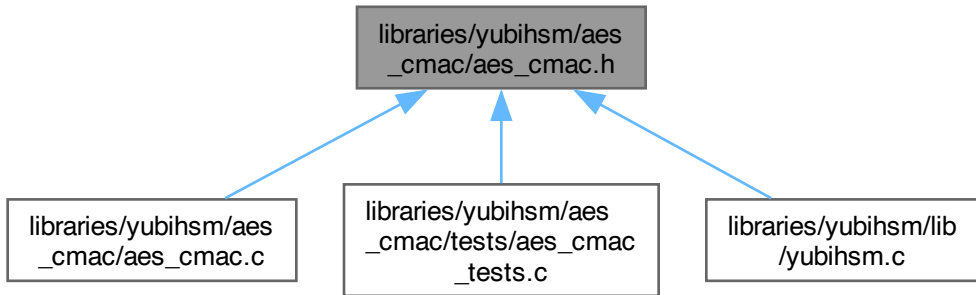 libraries/yubihsm/aes
_cmac/aes_cmac.h
libraries/yubihsm/aes
_cmac/aes_cmac.c
libraries/yubihsm/aes
_cmac/tests/aes_cmac
_tests.c
libraries/yubihsm/lib
/yubihsm.c